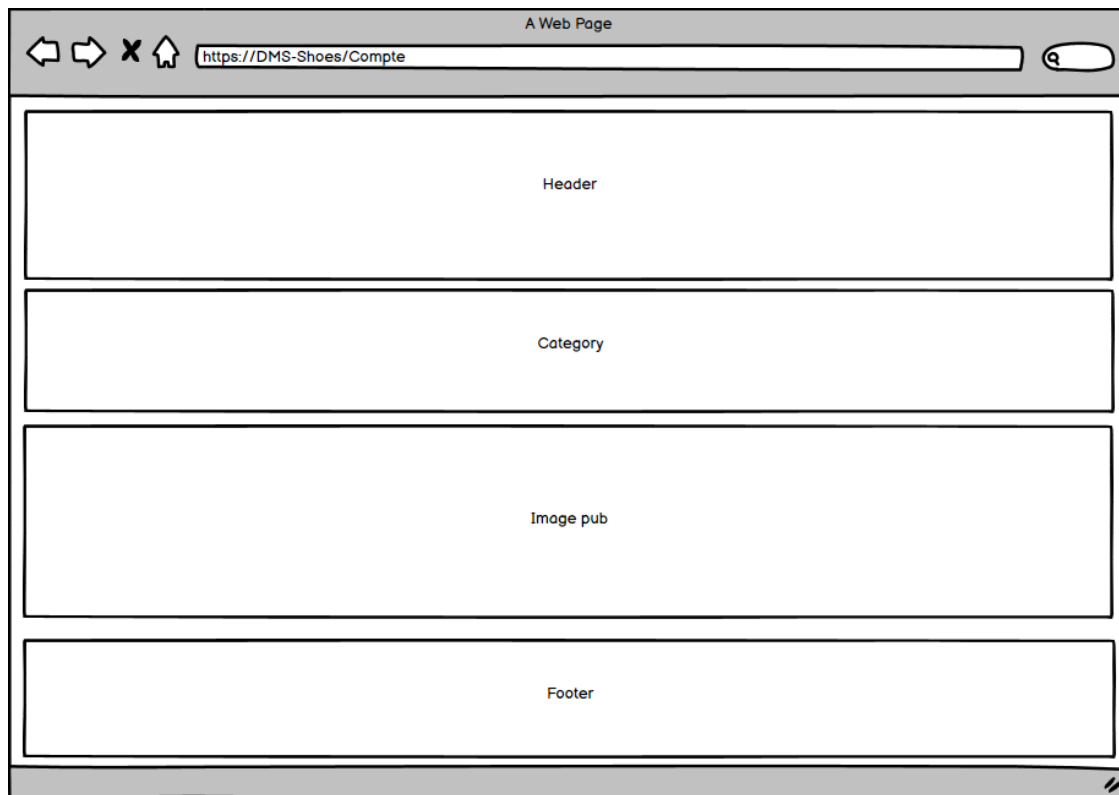 A Web Page
https://DMS-Shoes/Compte
Header
Category
Image pub
Footer